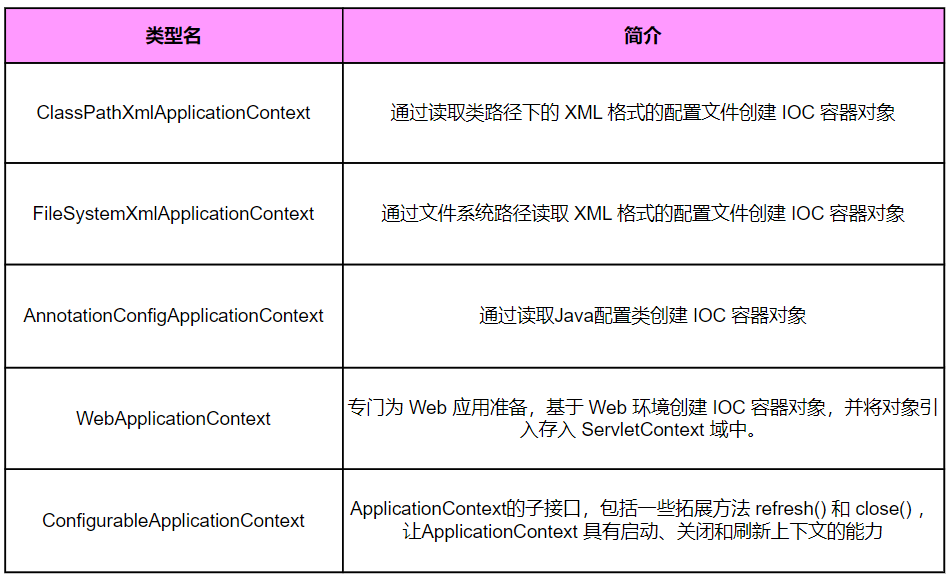 类型名
简介
ClassPathXmlApplicationContext
通过读取类路径下的 XML 格式的配置文件创建 IOC 容器对象
FileSystemXmlApplicationContext
通过文件系统路径读取 XML 格式的配置文件创建 IOC 容器对象
AnnotationConfigApplicationContext
通过读取Java配置类创建 IOC 容器对象
WebApplicationContext
专门为 Web 应用准备，基于 Web 环境创建 IOC 容器对象，并将对象引
入存入 ServletContext 域中。
ConfigurableApplicationContext
ApplicationContext的子接口，包括一些拓展方法 refresh() 和 close() ，
让ApplicationContext 具有启动、关闭和刷新上下文的能力